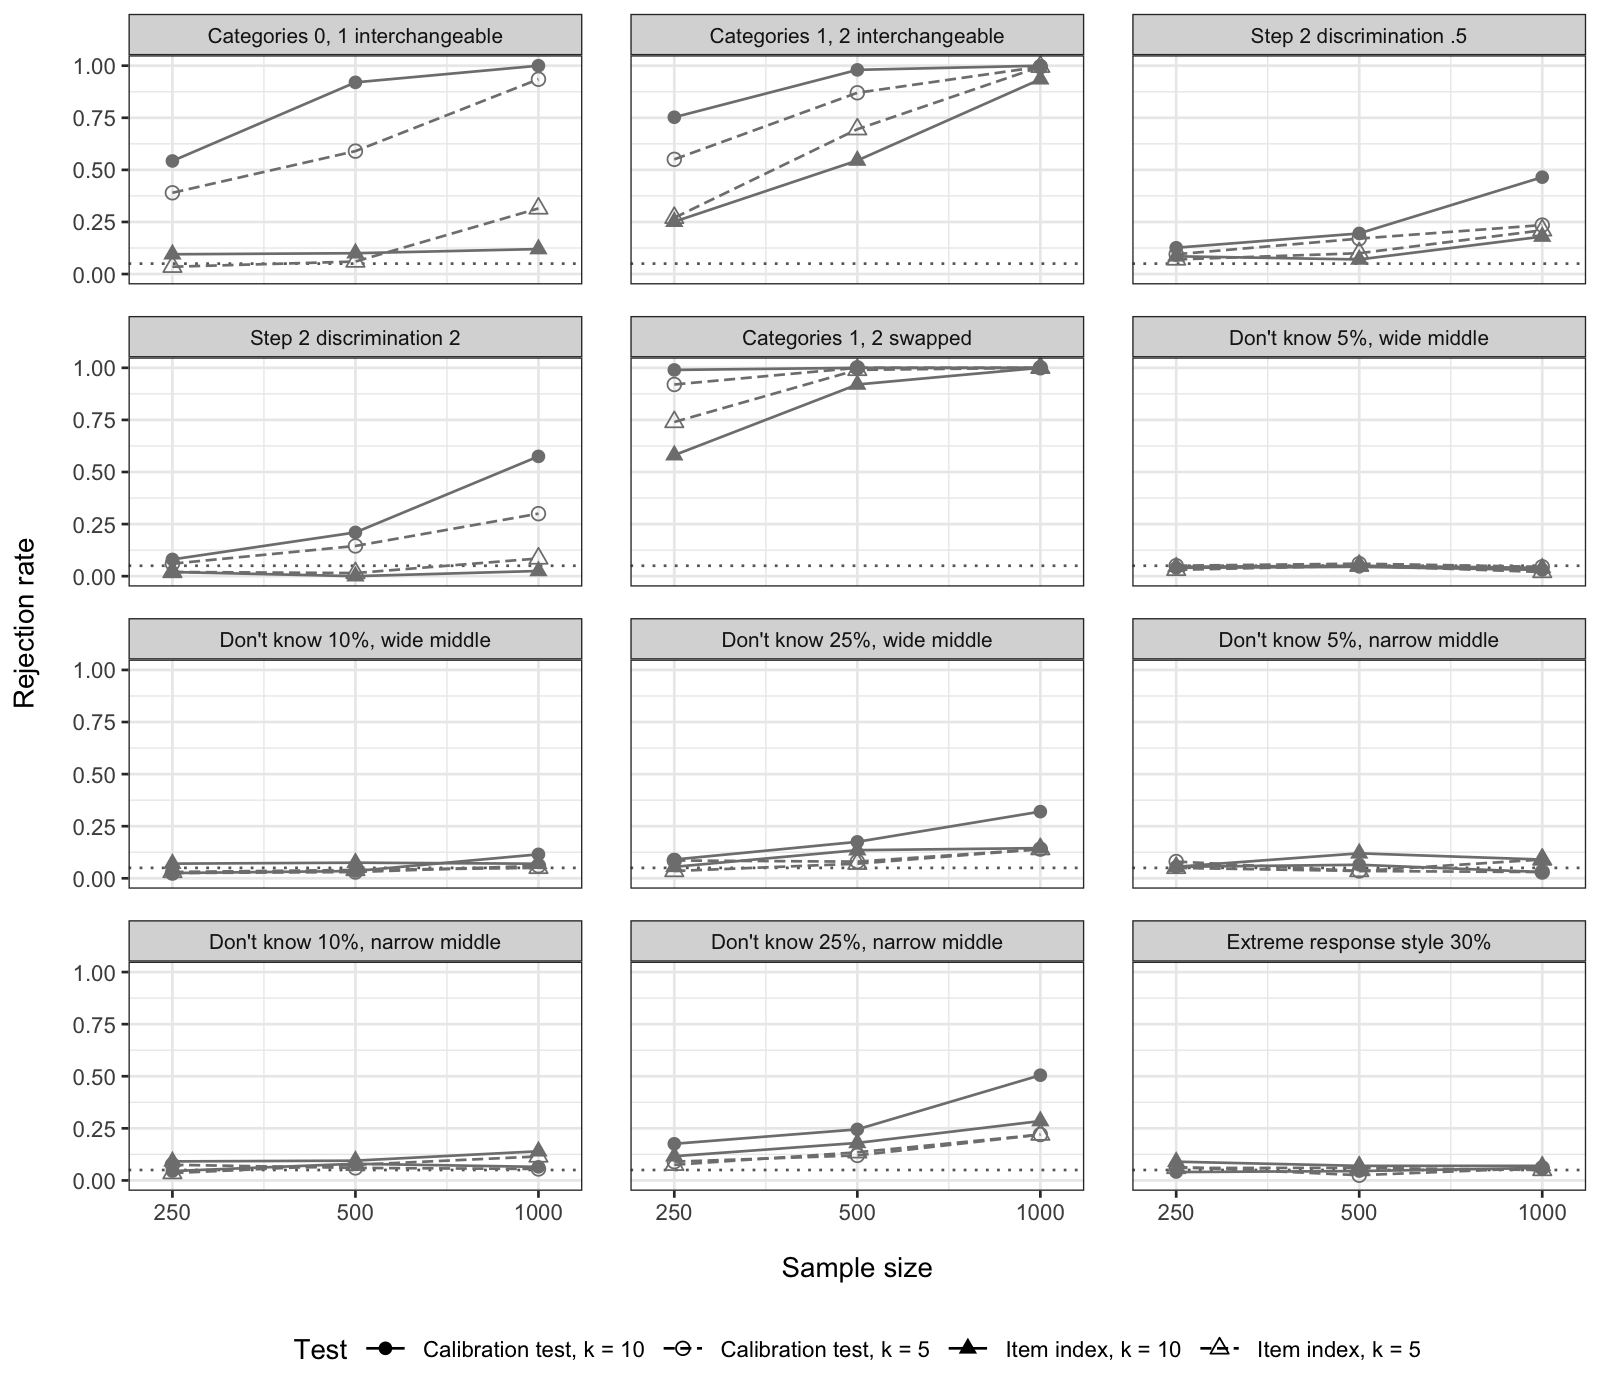 Categories 0, 1 interchangeable
Categories 1, 2 interchangeable
Step 2 discrimination .5
1.00
0.75
0.50
0.25
0.00
Step 2 discrimination 2
Categories 1, 2 swapped
Don't know 5%, wide middle
1.00
0.75
0.50
0.25
0.00
Don't know 10%, wide middle
Don't know 25%, wide middle
Don't know 5%, narrow middle
1.00
0.75
0.50
0.25
0.00
Don't know 10%, narrow middle
Don't know 25%, narrow middle
Extreme response style 30%
1.00
0.75
0.50
0.25
0.00
250 500 1000
250 500 1000
250 500 1000
Rejection rate
Sample size
Test Calibration test, k = 10 Calibration test, k = 5 Item index, k = 10 Item index, k = 5